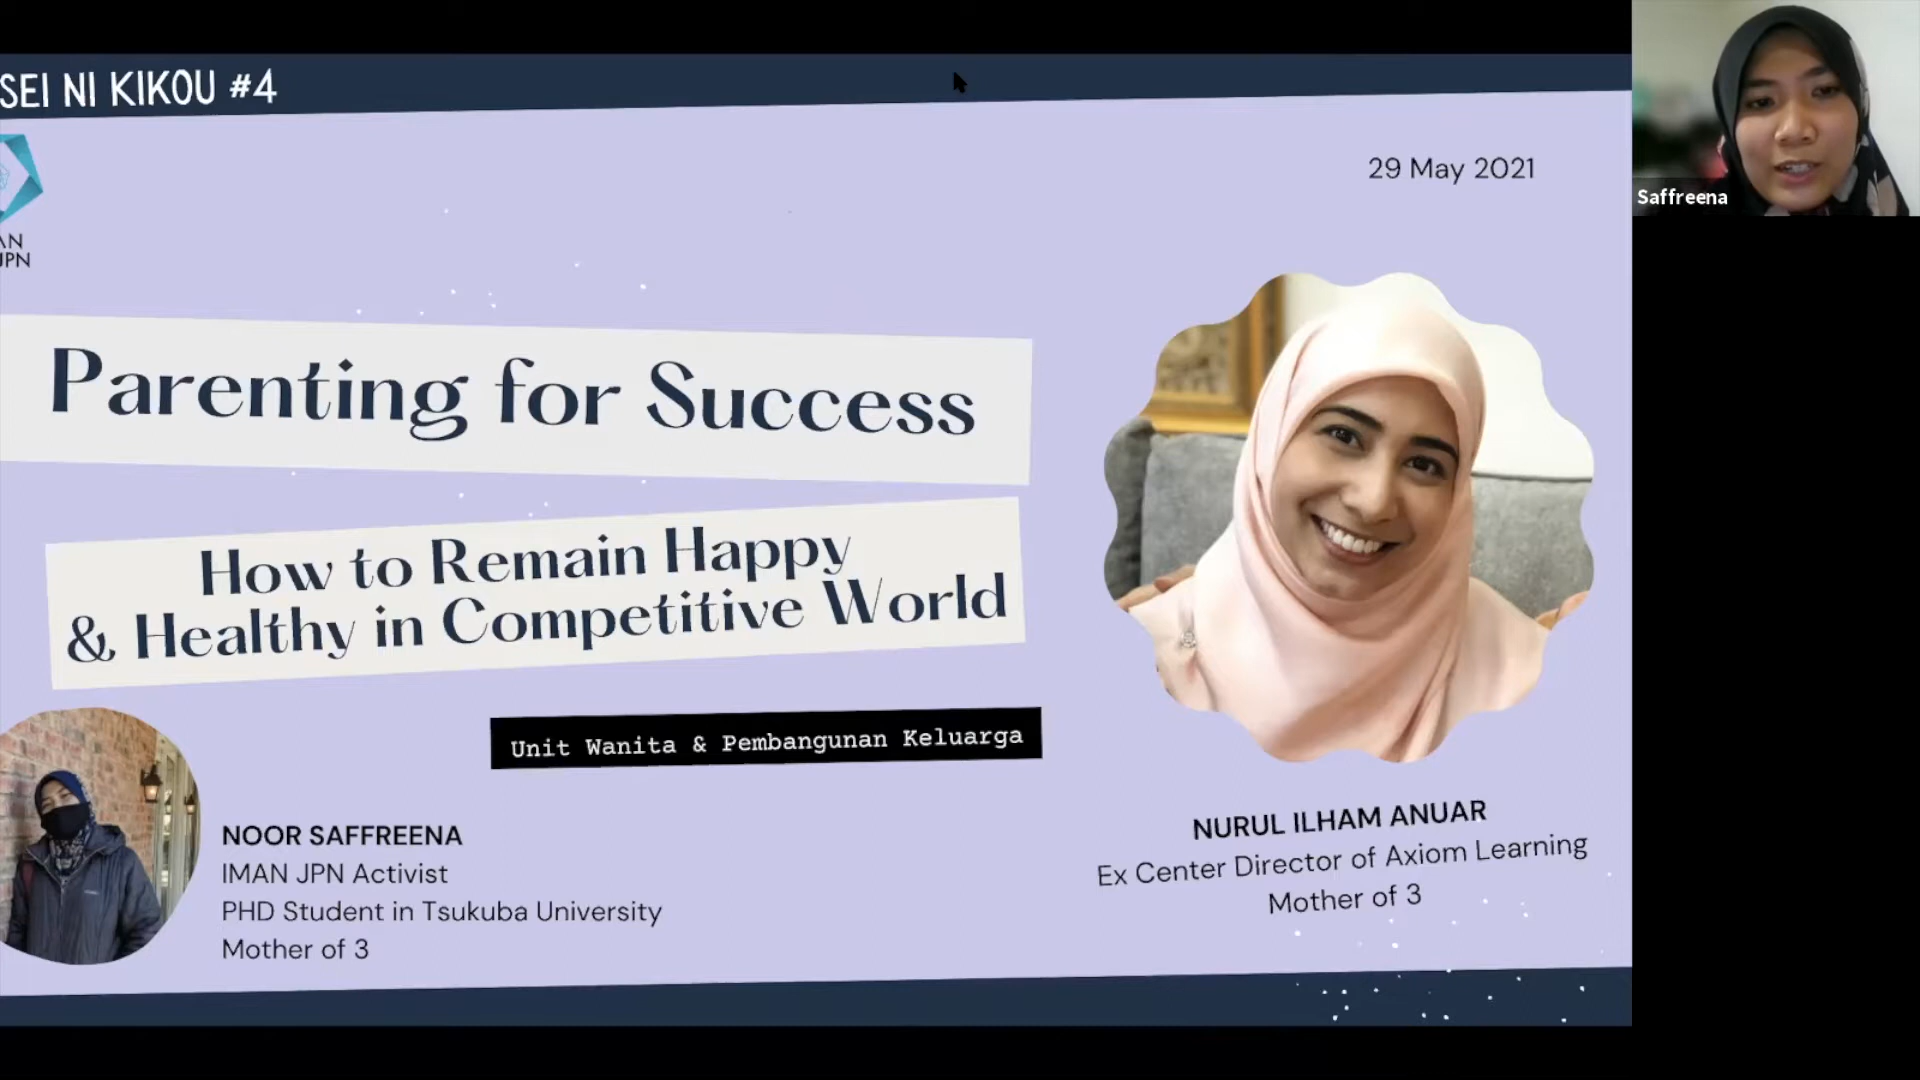 SEI NI KIKOU #4
AN
JPN
29 May 2021
Saffreena
Parenting for Success
How to Remain Happy
& Healthy in Competitive World
Unit Wanita & Pembangunan Keluarga
NOOR SAFFREENA
IMAN JPN Activist
PHD Student in Tsukuba University
Mother of 3
NURUL ILHAM ANUAR
Ex Center Director of Axiom Learning
Mother of 3